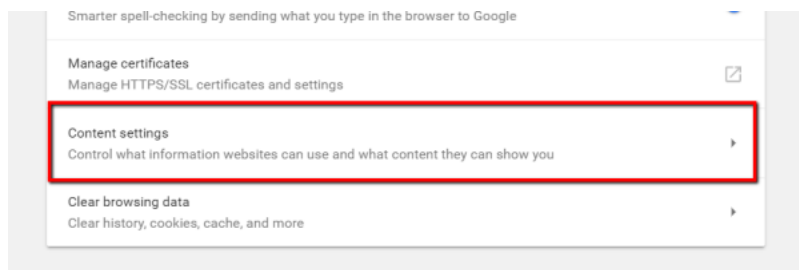 Smarter spell-checking by sending what you type in the browser to Google
Manage certificates
Manage HTTPS/SSL certificates and settings
Content settings
Control what information websites can use and what content they can show you
Clear browsing data
Clear history, cookies, cache, and more